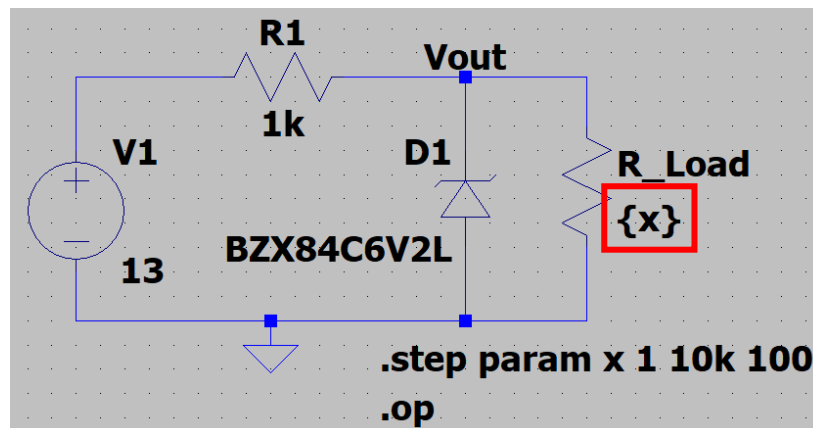 R1
Vout
1k
V1
D1
R_Load
{x}
BZX84C6V2L
13
.step param x 1 10k 100
.op